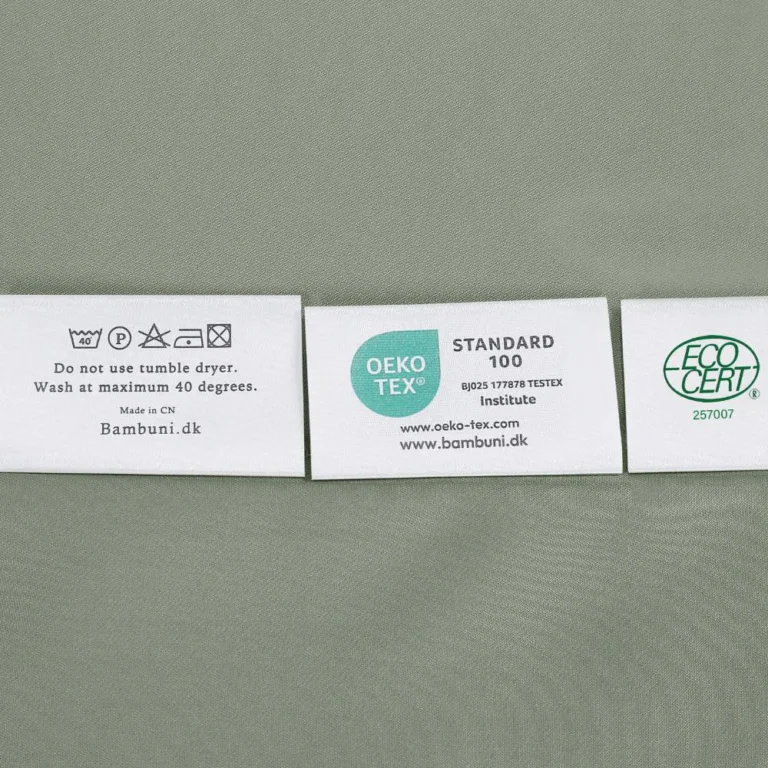 40
P
Do not use tumble dryer.
Wash at maximum 40 degrees.
Made in CN
Bambuni.dk
OEKO
TEX®
STANDARD
100
BJ025 177878 TESTEX
Institute
www.oeko-tex.com
www.bambuni.dk
ECO
CERT®
257007